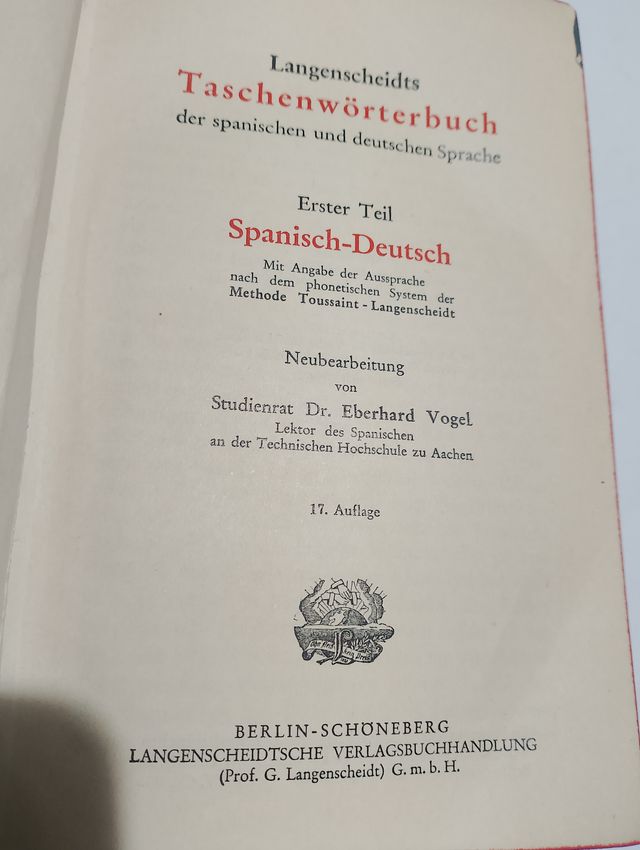 Langenscheidts
Taschenwörterbuch
der spanischen und deutschen Sprache
Erster Teil
Spanisch-Deutsch
Mit Angabe der Aussprache
nach dem phonetischen System der
Methode Toussaint - Langenscheidt
Neubearbeitung
von
Studienrat Dr. Eberhard Vogel
Lektor des Spanischen
an der Technischen Hochschule zu Aachen
17. Auflage
BERLIN-SCHÖNEBERG
LANGENSCHEIDTSCHE VERLAGSBUCHHANDLUNG
(Prof. G. Langenscheidt) G. m. b. H.